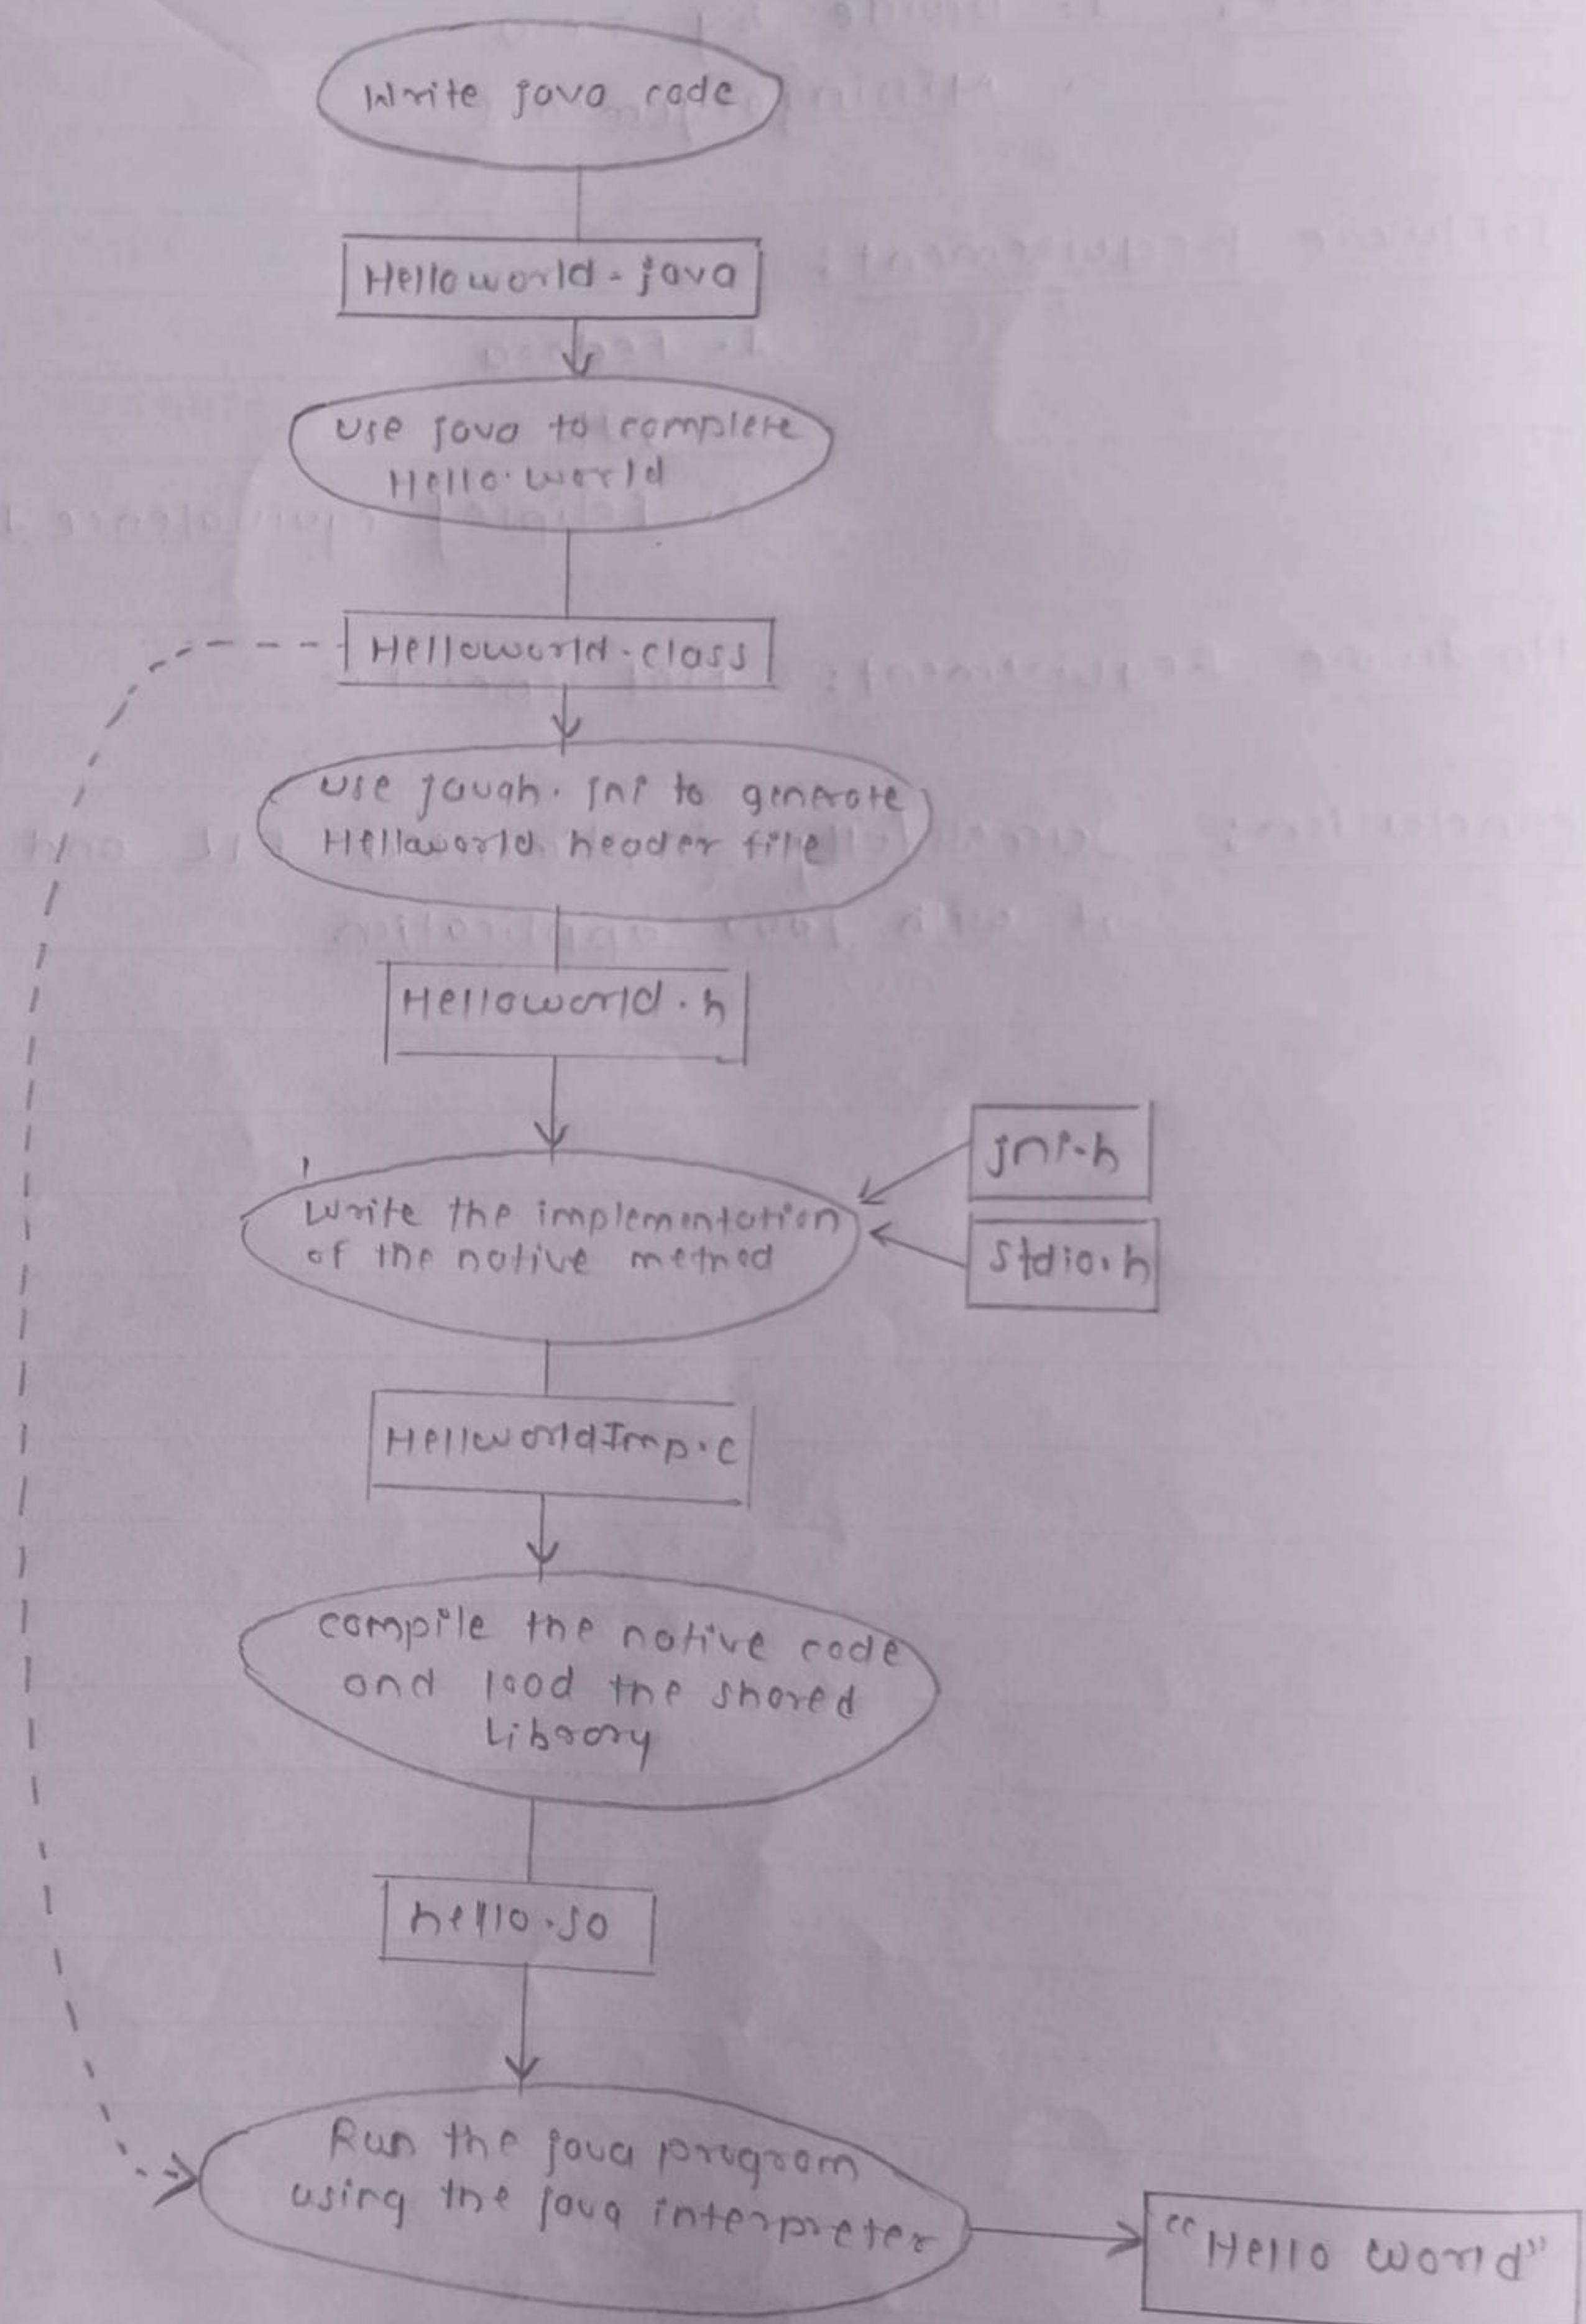 Write java code
Helloworld.java
use java to complete
Hello.world
Helloworld.class
use javah.jni to generate
Helloworld header file
Helloworld.h
jni.h
Write the implementation
of the native method
stdio.h
HellworldImp.c
compile the native code
and load the shared
Library
hello.so
Run the java program
using the java interpreter
"Hello world"